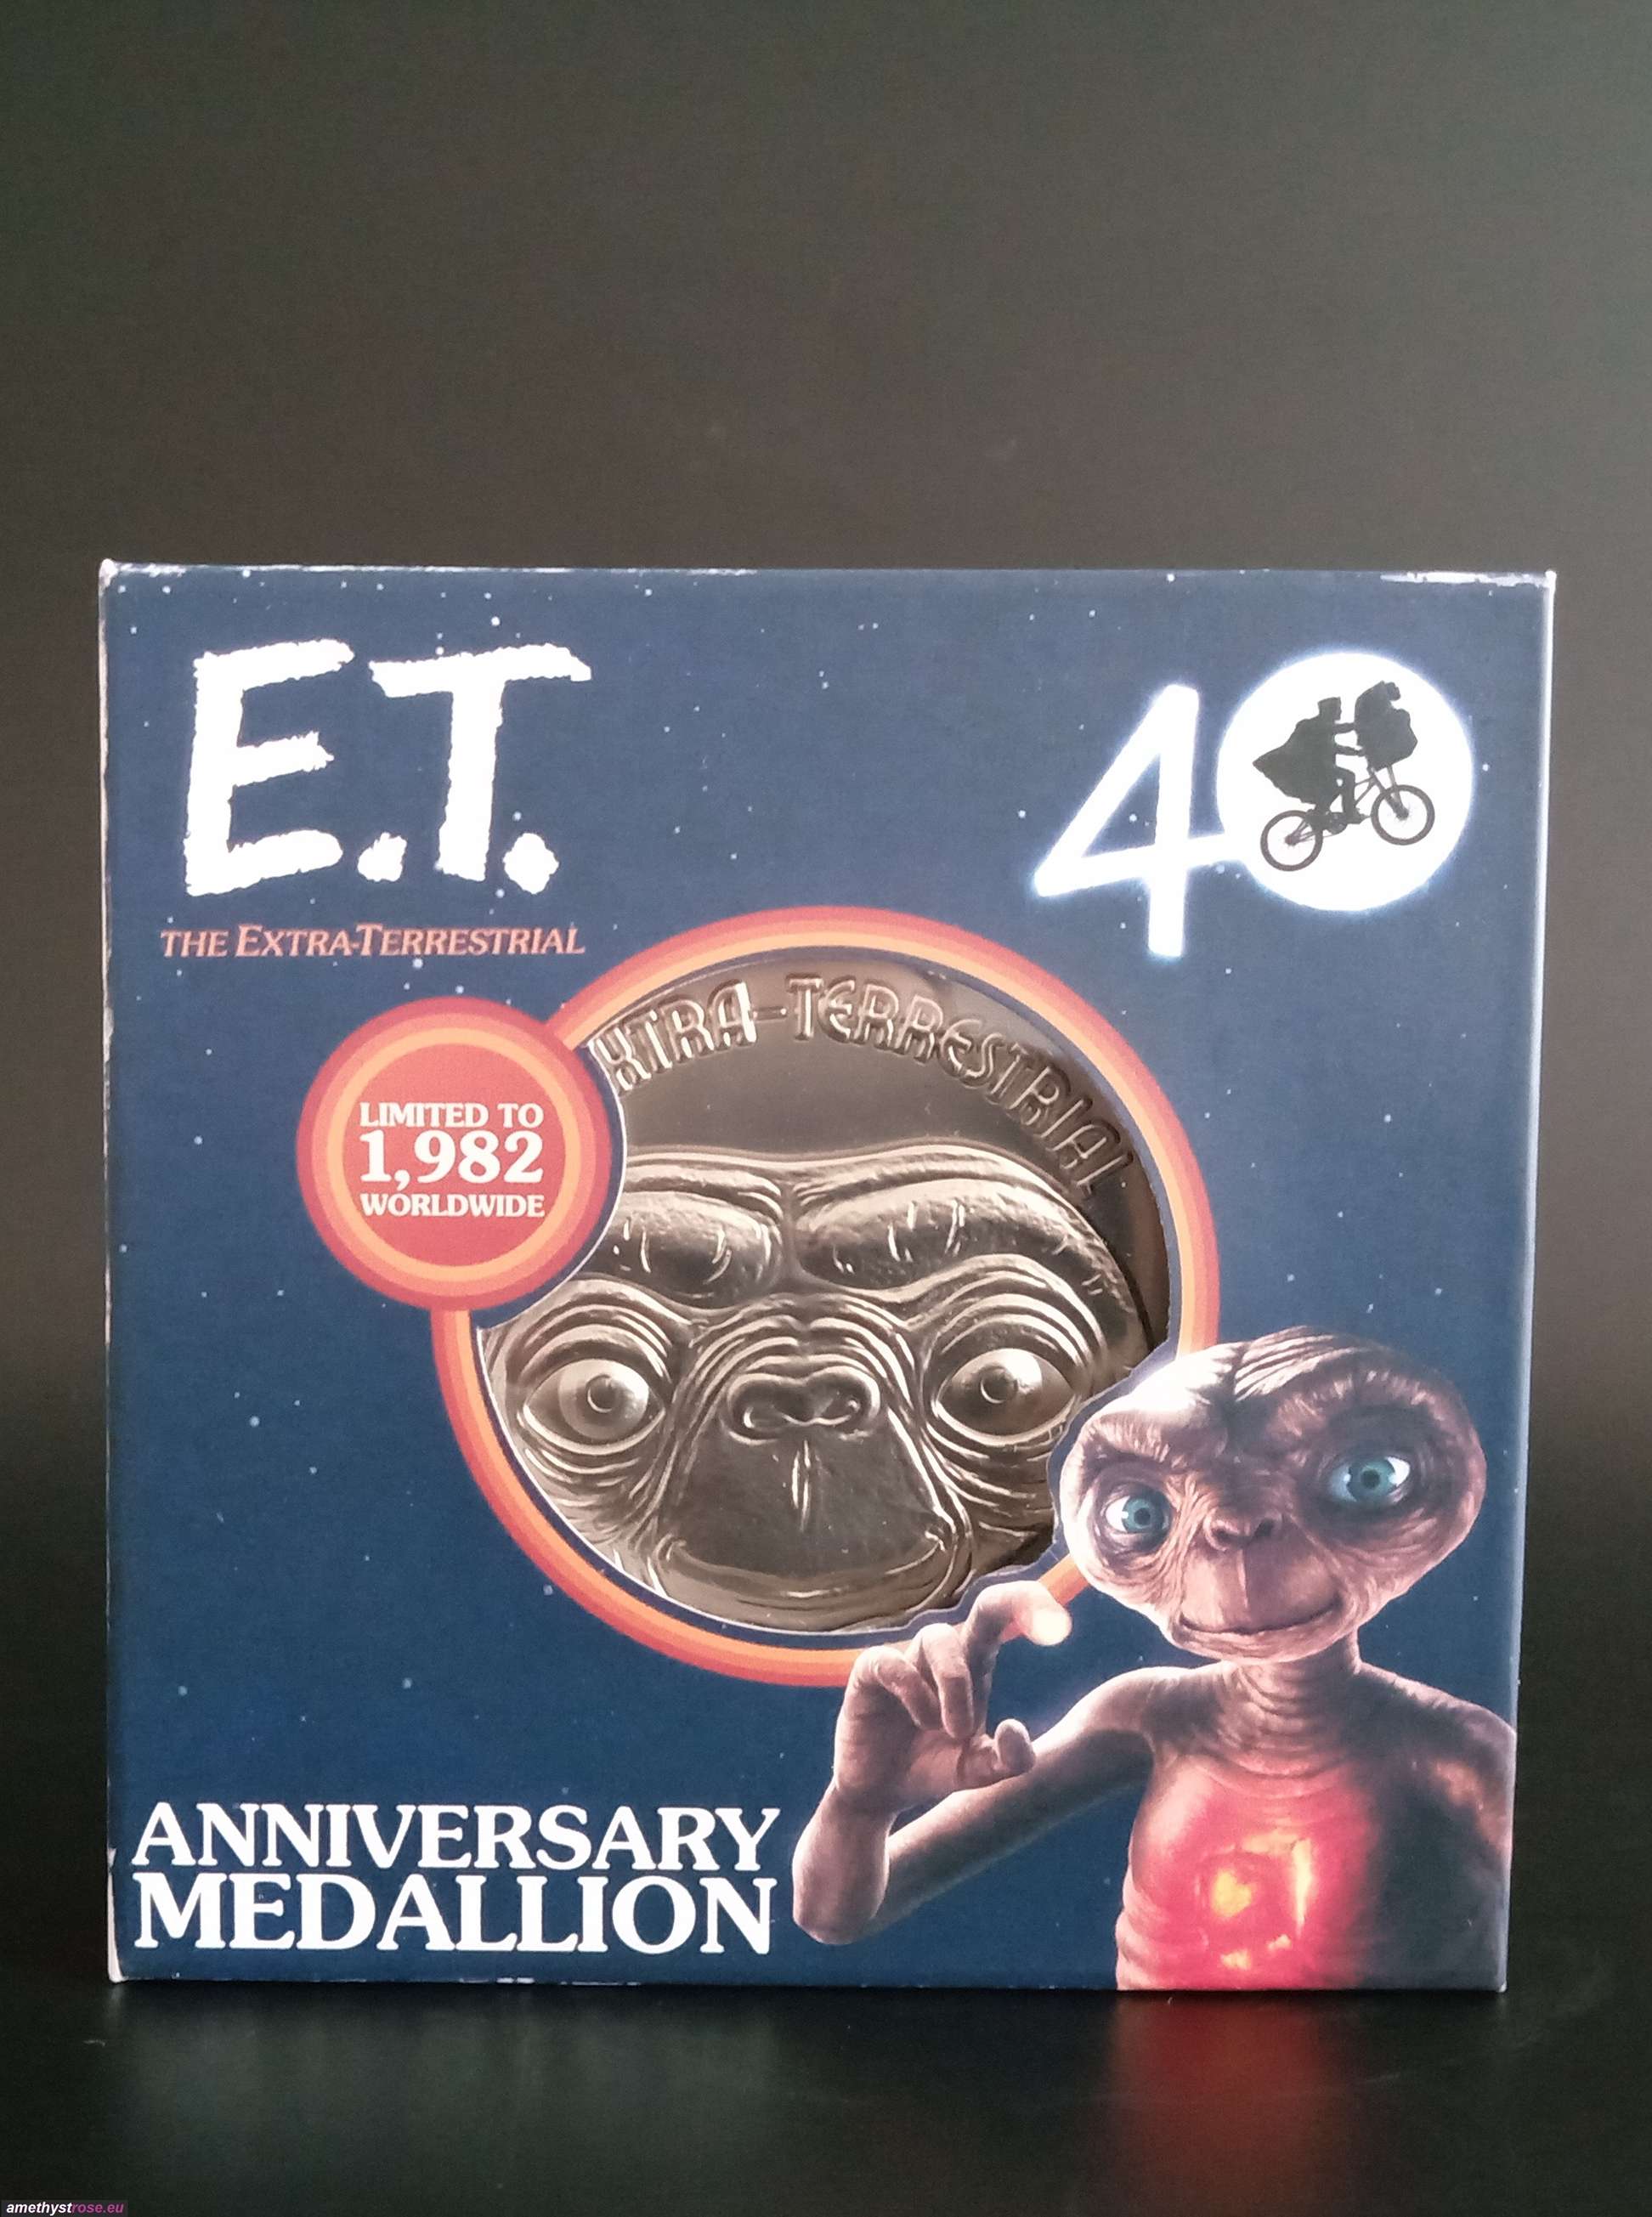 E.T.
40
THE EXTRA-TERRESTRIAL
XTRA-TERRESTRIAL
LIMITED TO
1,982
WORLDWIDE
ANNIVERSARY
MEDALLION
amethystrose.eu